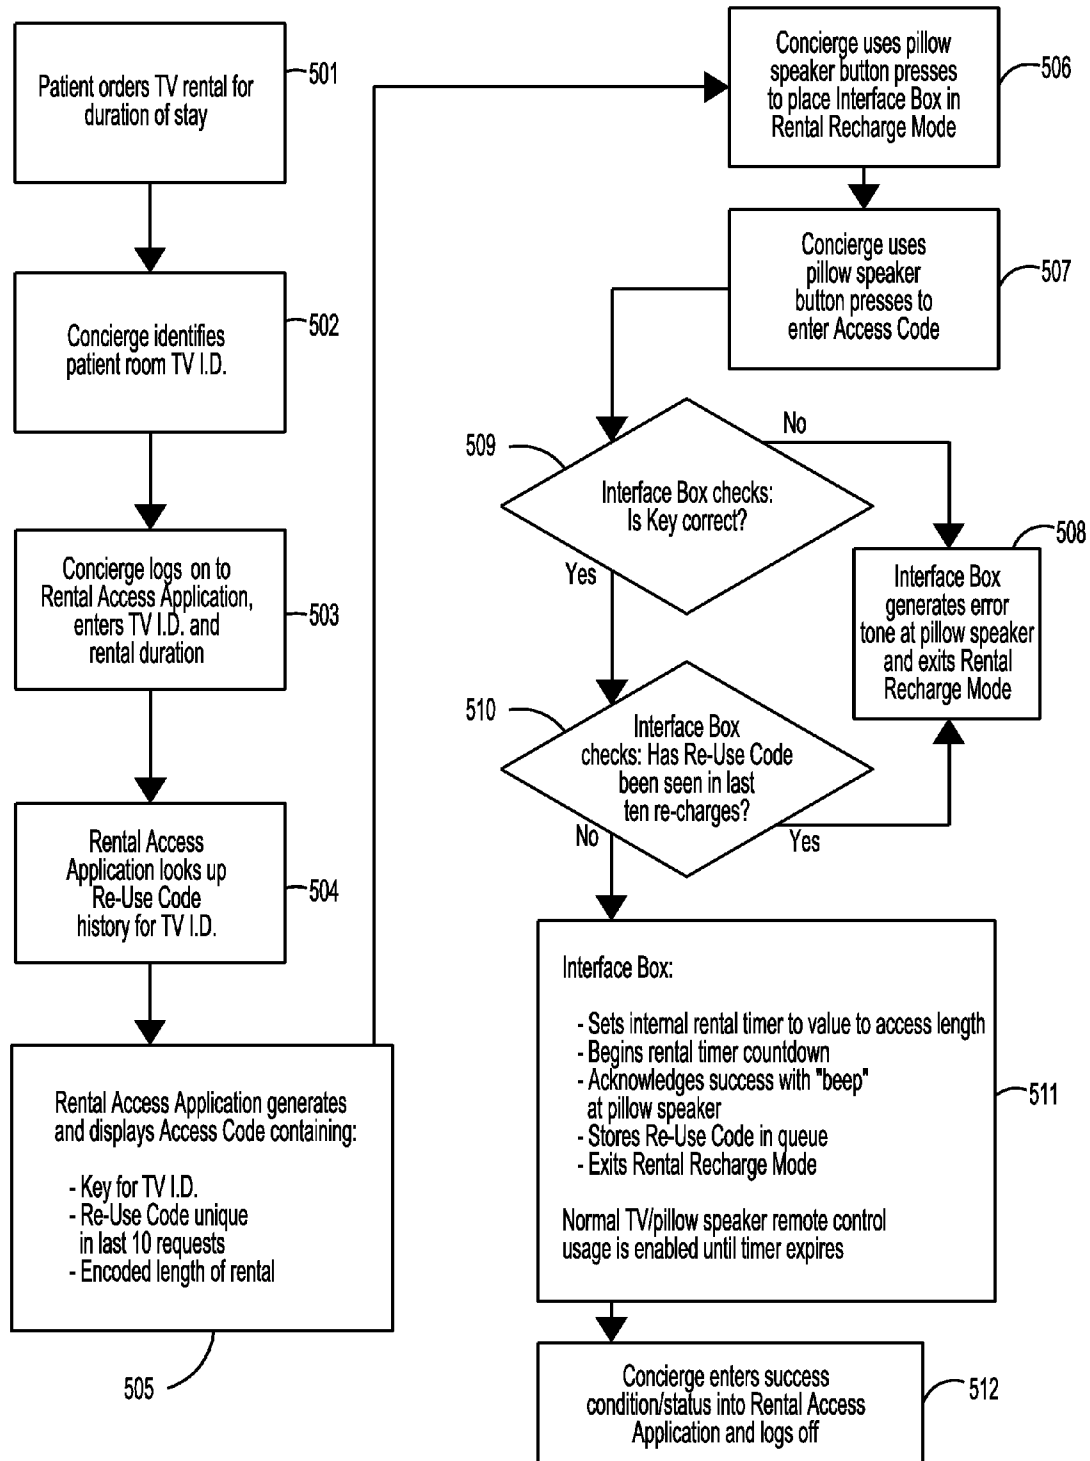 Patient orders TV rental for
duration of stay
501
Concierge identifies
patient room TV I.D.
502
Concierge logs on to
Rental Access Application,
enters TV I.D. and
rental duration
503
Rental Access
Application looks up
Re-Use Code
history for TV I.D.
504
Rental Access Application generates
and displays Access Code containing:
- Key for TV I.D.
- Re-Use Code unique
in last 10 requests
- Encoded length of rental
505
Concierge uses pillow
speaker button presses
to place Interface Box in
Rental Recharge Mode
506
Concierge uses
pillow speaker
button presses to
enter Access Code
507
509
Interface Box checks:
Is Key correct?
No
Yes
508
Interface Box
generates error
tone at pillow speaker
and exits Rental
Recharge Mode
510
Interface Box
checks: Has Re-Use Code
been seen in last
ten re-charges?
No
Yes
Interface Box:
- Sets internal rental timer to value to access length
- Begins rental timer countdown
- Acknowledges success with "beep"
at pillow speaker
- Stores Re-Use Code in queue
- Exits Rental Recharge Mode
Normal TV/pillow speaker remote control
usage is enabled until timer expires
511
Concierge enters success
condition/status into Rental Access
Application and logs off
512